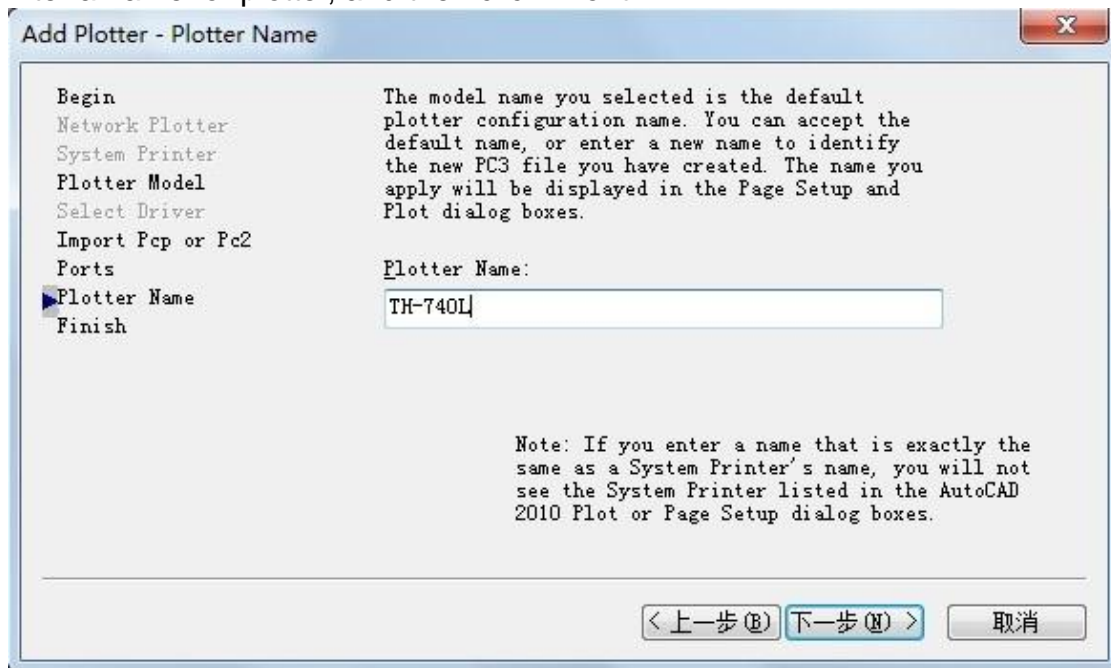 Add Plotter - Plotter Name
Begin
Network Plotter
System Printer
Plotter Model
Select Driver
Import Pcp or Pc2
Ports
Plotter Name
Finish
The model name you selected is the default
plotter configuration name. You can accept the
default name, or enter a new name to identify
the new PC3 file you have created. The name you
apply will be displayed in the Page Setup and
Plot dialog boxes.
Plotter Name:
TH-740L
Note: If you enter a name that is exactly the
same as a System Printer's name, you will not
see the System Printer listed in the AutoCAD
2010 Plot or Page Setup dialog boxes.
< 上一步(B) 下一步(N) > 取消